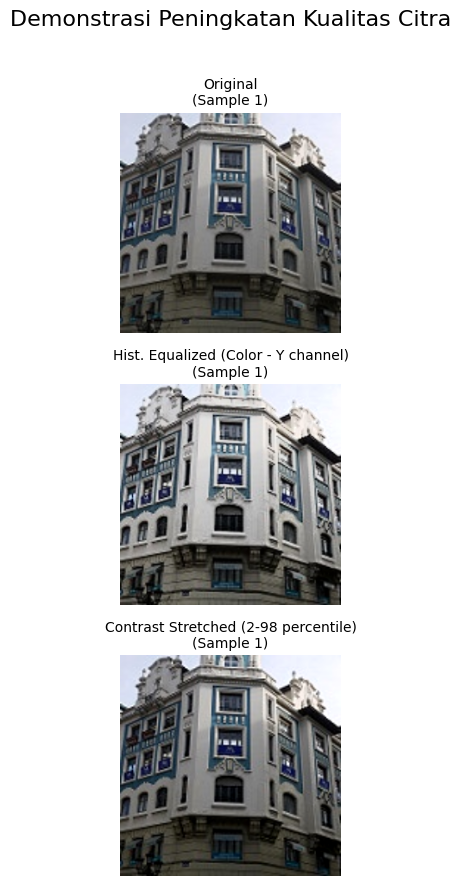 Demonstrasi Peningkatan Kualitas Citra
Original
(Sample 1)
Hist. Equalized (Color - Y channel)
(Sample 1)
Contrast Stretched (2-98 percentile)
(Sample 1)